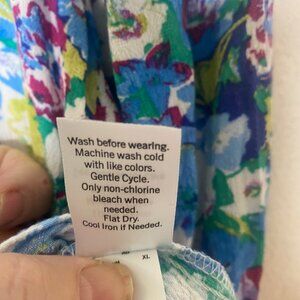 Wash before wearing.
Machine wash cold
with like colors.
Gentle Cycle.
Only non-chlorine
bleach when
needed.
Flat Dry.
Cool Iron if Needed.
XL